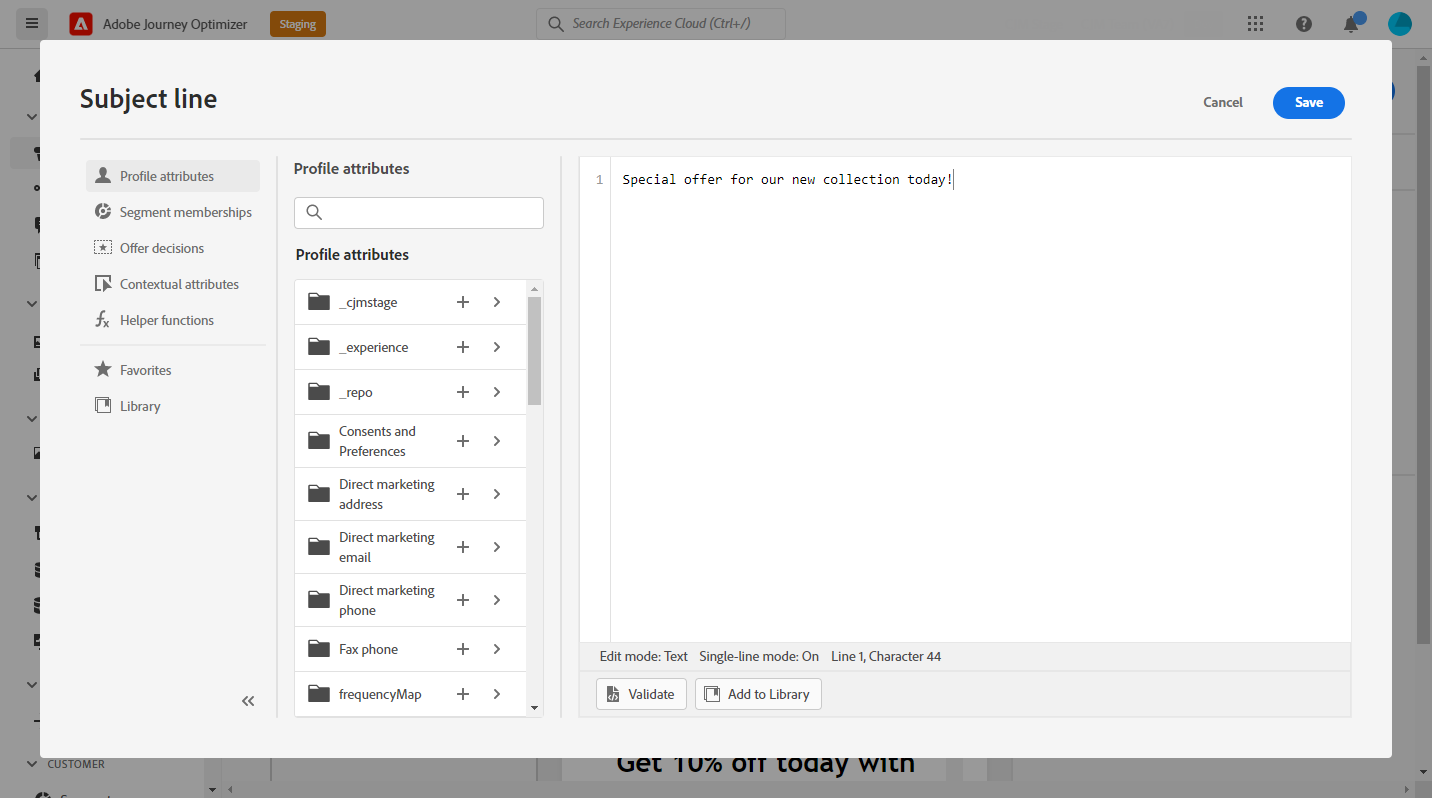 Adobe Journey Optimizer
Staging
Search Experience Cloud (Ctrl+/)
Subject line
Cancel
Save
Profile attributes
Segment memberships
Offer decisions
Contextual attributes
Helper functions
Favorites
Library
Profile attributes
Profile attributes
_cjmstage
_experience
_repo
Consents and
Preferences
Direct marketing
address
Direct marketing
email
Direct marketing
phone
Fax phone
frequencyMap
1
Special offer for our new collection today!
Edit mode: Text Single-line mode: On Line 1, Character 44
Validate
Add to Library
CUSTOMER
Get 10% off today with